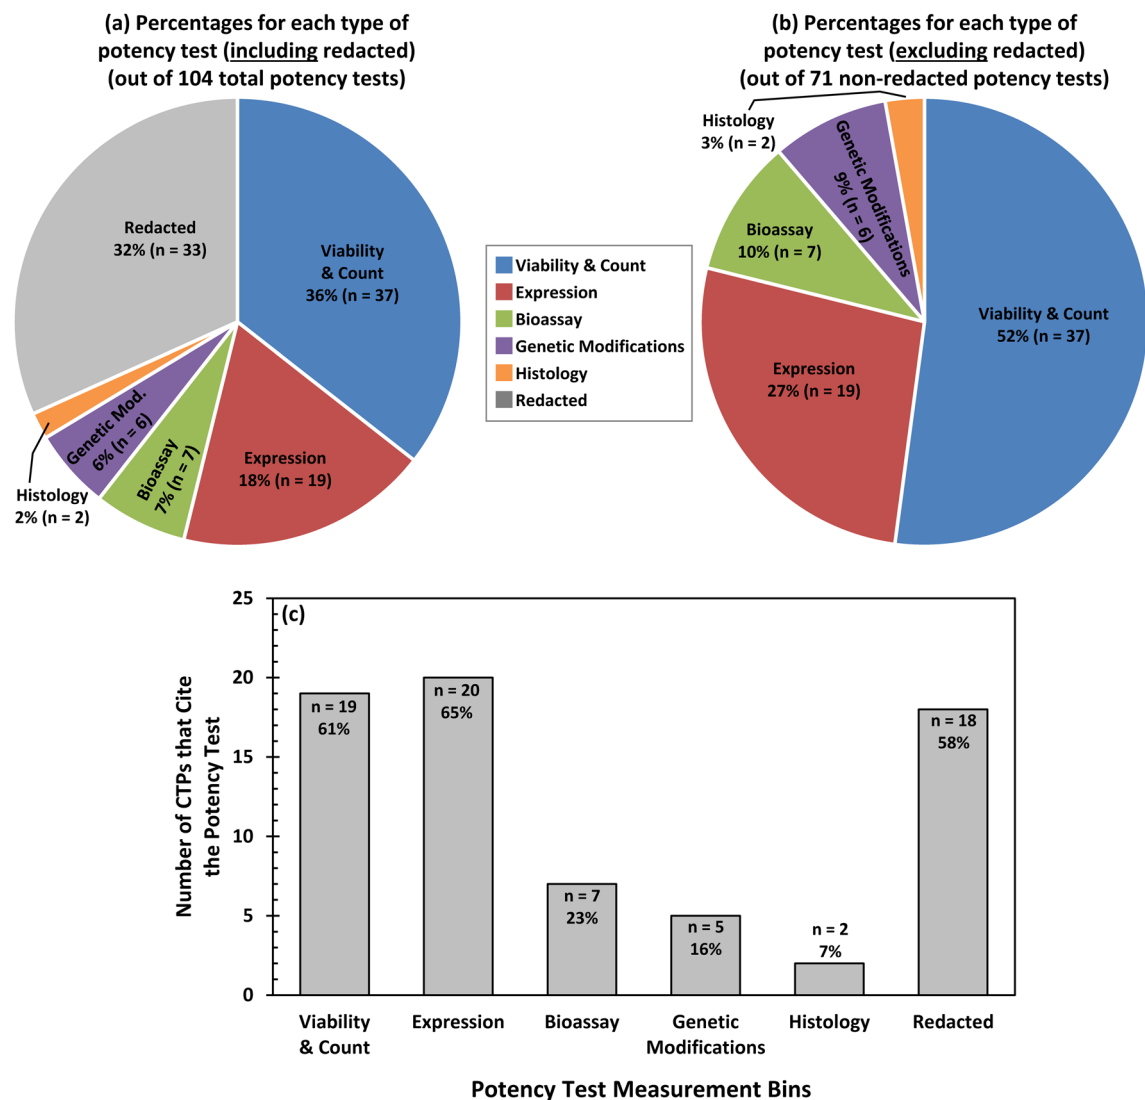 (a) Percentages for each type of
potency test (including redacted)
(out of 104 total potency tests)
Redacted
32% (n = 33)
Viability
& Count
36% (n = 37)
Genetic Mod.
6% (n = 6)
Bioassay
7% (n = 7)
Expression
18% (n = 19)
Histology
2% (n = 2)
Viability & Count
Expression
Bioassay
Genetic Modifications
Histology
Redacted
(b) Percentages for each type of
potency test (excluding redacted)
(out of 71 non-redacted potency tests)
Histology
3% (n = 2)
Genetic Modifications
9% (n = 6)
Bioassay
10% (n = 7)
Viability & Count
52% (n = 37)
Expression
27% (n = 19)
(c)
Number of CTPs that Cite
the Potency Test
25
20
15
10
5
0
n = 19
61%
n = 20
65%
n = 7
23%
n = 5
16%
n = 2
7%
n = 18
58%
Viability
& Count
Expression
Bioassay
Genetic
Modifications
Histology
Redacted
Potency Test Measurement Bins